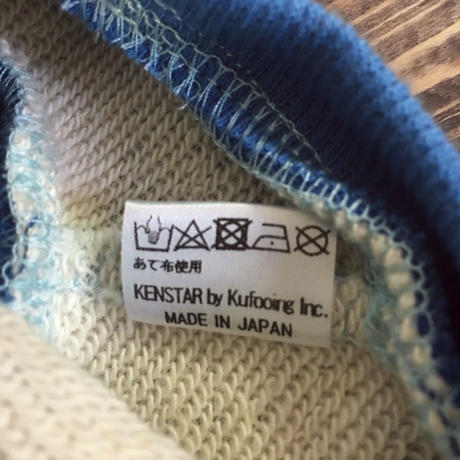 あて布使用
KENSTAR by Kufooing Inc.
MADE IN JAPAN